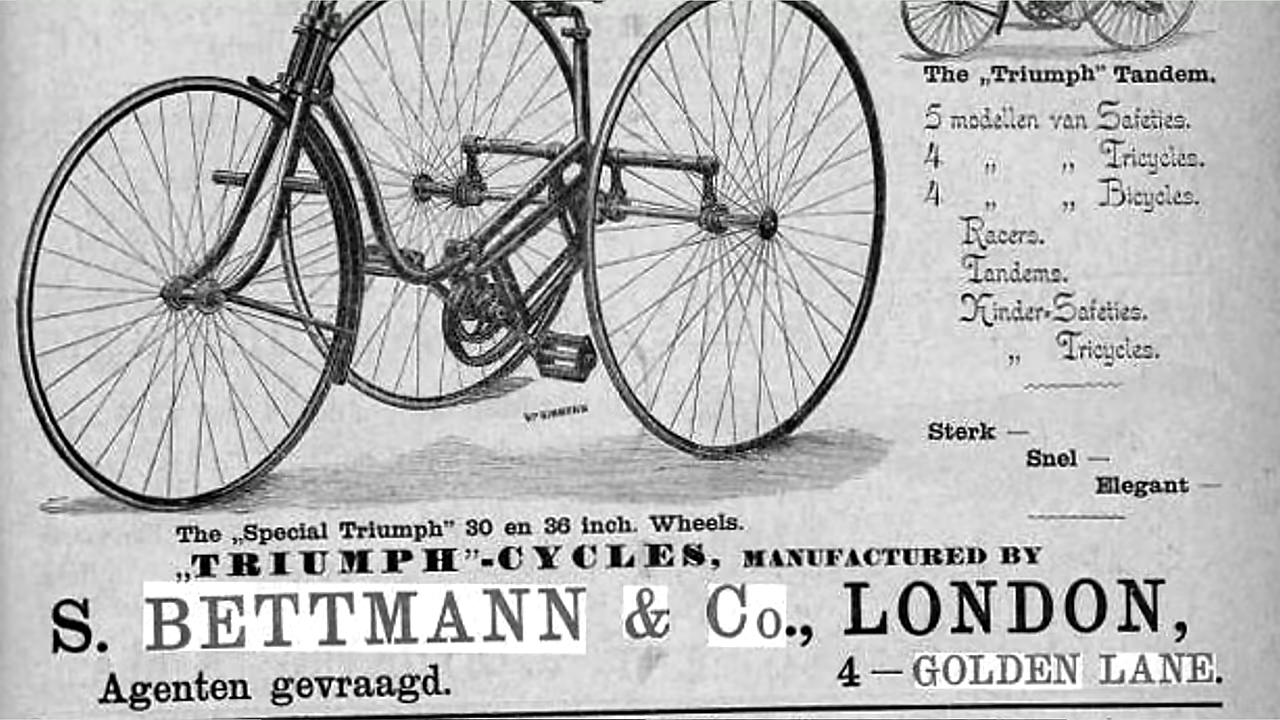 The „Triumph” Tandem.
5 modellen van Safeties.
4 „ „ Tricycles.
4 „ „ Bicycles.
Racers.
Tandems.
Kinder-Safeties.
„ Tricycles.
Sterk —
Snel —
Elegant —
The „Special Triumph” 30 en 36 inch. Wheels.
„TRIUMPH”-CYCLES, MANUFACTURED BY
S. BETTMANN & Co., LONDON,
Agenten gevraagd.
4 — GOLDEN LANE.